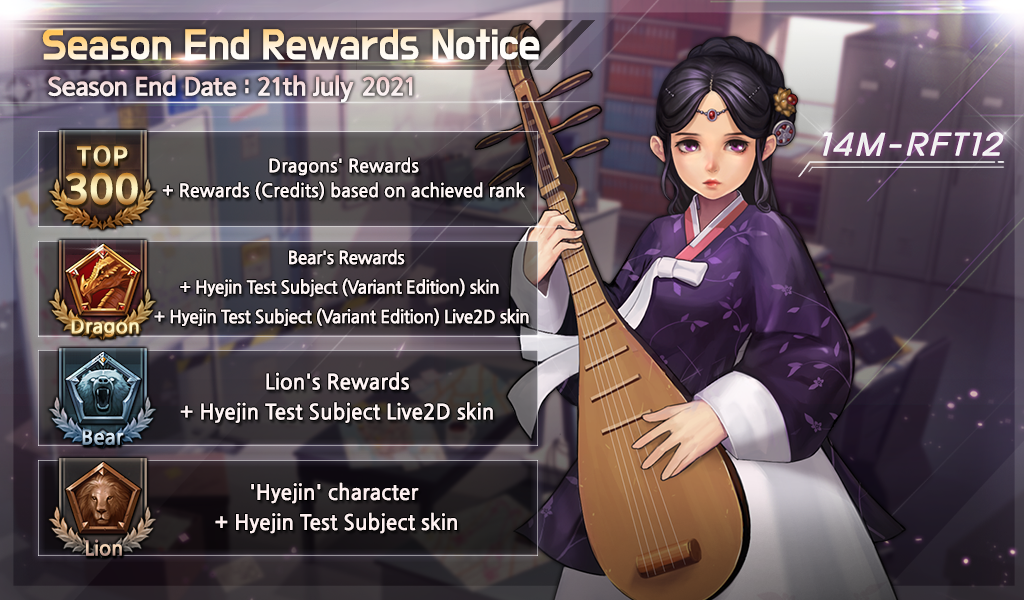 Season End Rewards Notice
Season End Date : 21th July 2021
14M-RFT12
TOP
300
Dragons' Rewards
+ Rewards (Credits) based on achieved rank
Dragon
Bear's Rewards
+ Hyejin Test Subject (Variant Edition) skin
+ Hyejin Test Subject (Variant Edition) Live2D skin
Bear
Lion's Rewards
+ Hyejin Test Subject Live2D skin
Lion
'Hyejin' character
+ Hyejin Test Subject skin